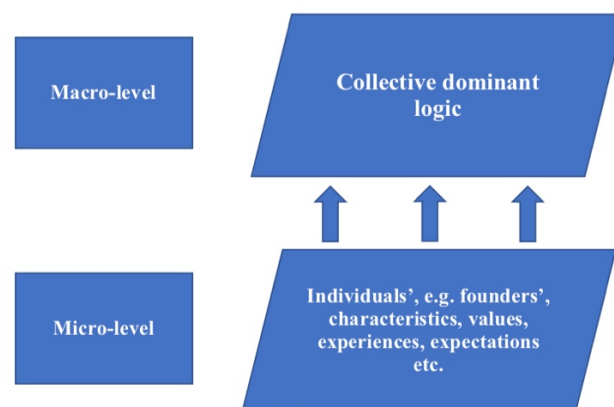 Macro-level
Collective dominant
logic
Micro-level
Individuals’, e.g. founders’,
characteristics, values,
experiences, expectations
etc.